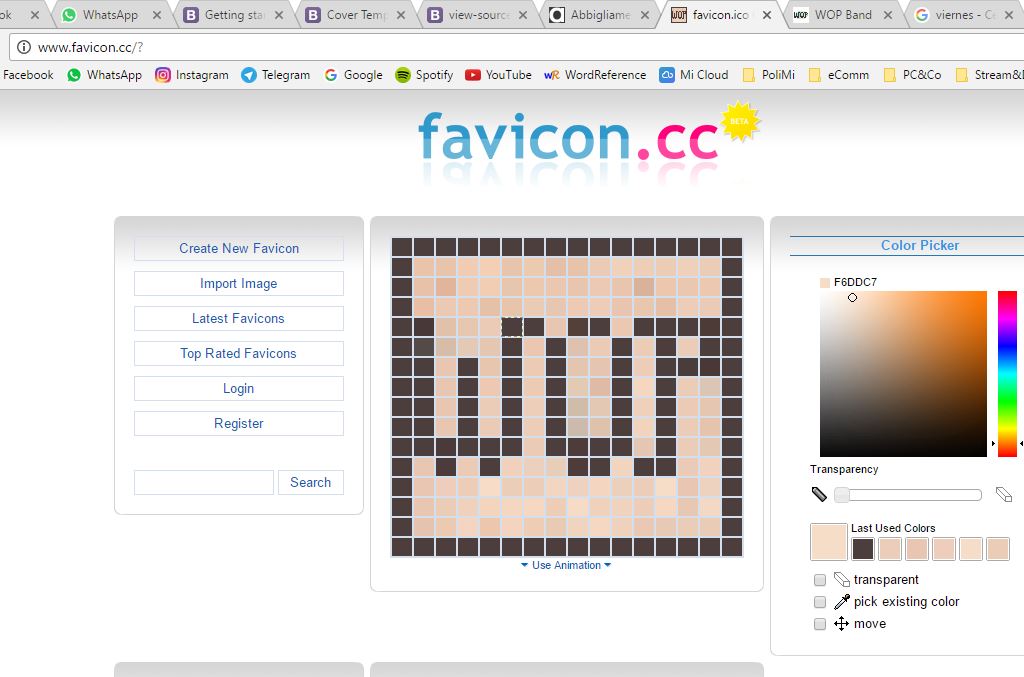 ok WhatsApp Getting sta Cover Temp view-source Abbigliame favicon.ico WOP Band viernes - C
www.favicon.cc/?
Facebook WhatsApp Instagram Telegram Google Spotify YouTube WordReference Mi Cloud PoliMi eComm PC&Co Stream&
favicon.cc
BETA
Create New Favicon
Import Image
Latest Favicons
Top Rated Favicons
Login
Register
Search
WOP
Use Animation
Color Picker
F6DDC7
Transparency
Last Used Colors
transparent
pick existing color
move